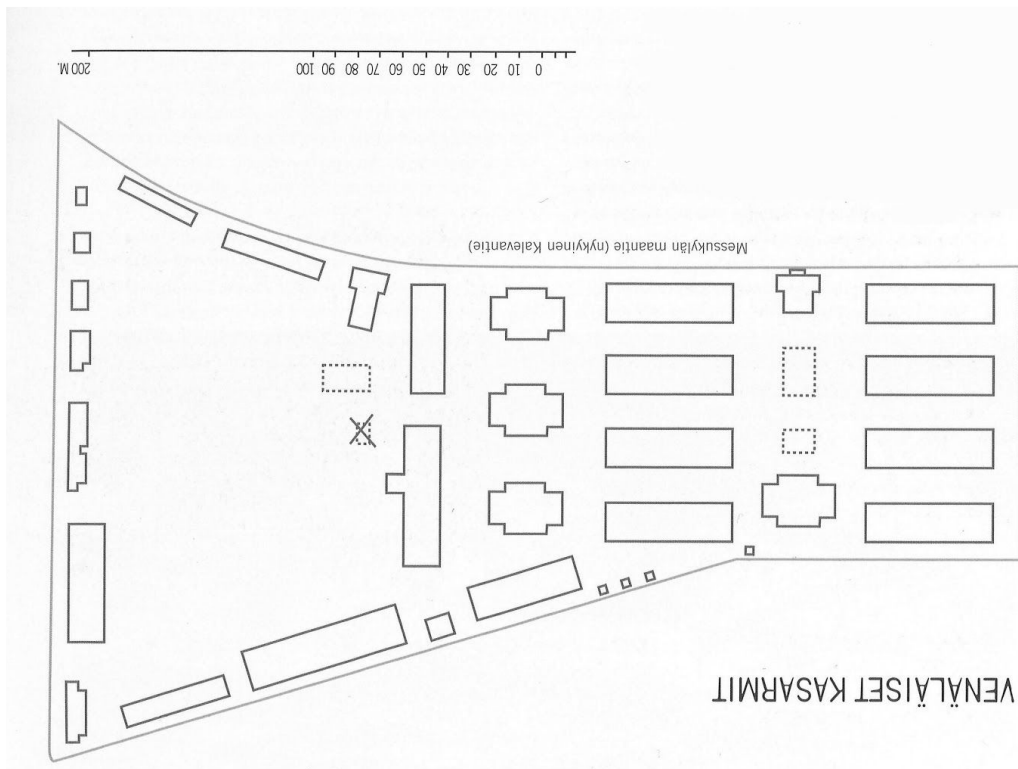 VENÄLÄISET KASARMIT
Messukylän maantie (nykyinen Kalevantie)
0 10 20 30 40 50 60 70 80 90 100 200 M.